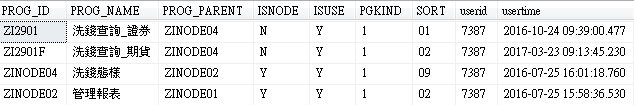 PROG_ID PROG_NAME PROG_PARENT ISNODE ISUSE PGKIND SORT userid usertime
ZI2901 洗錢查詢_證券 ZINODE04 N Y 1 01 7387 2016-10-24 09:39:00.477
ZI2901F 洗錢查詢_期貨 ZINODE04 N Y 1 02 7387 2017-03-23 09:13:45.230
ZINODE04 洗錢態樣 ZINODE02 Y Y 1 09 7387 2016-07-25 16:01:18.760
ZINODE02 管理報表 ZINODE01 Y Y 1 02 7387 2016-07-25 15:58:36.530